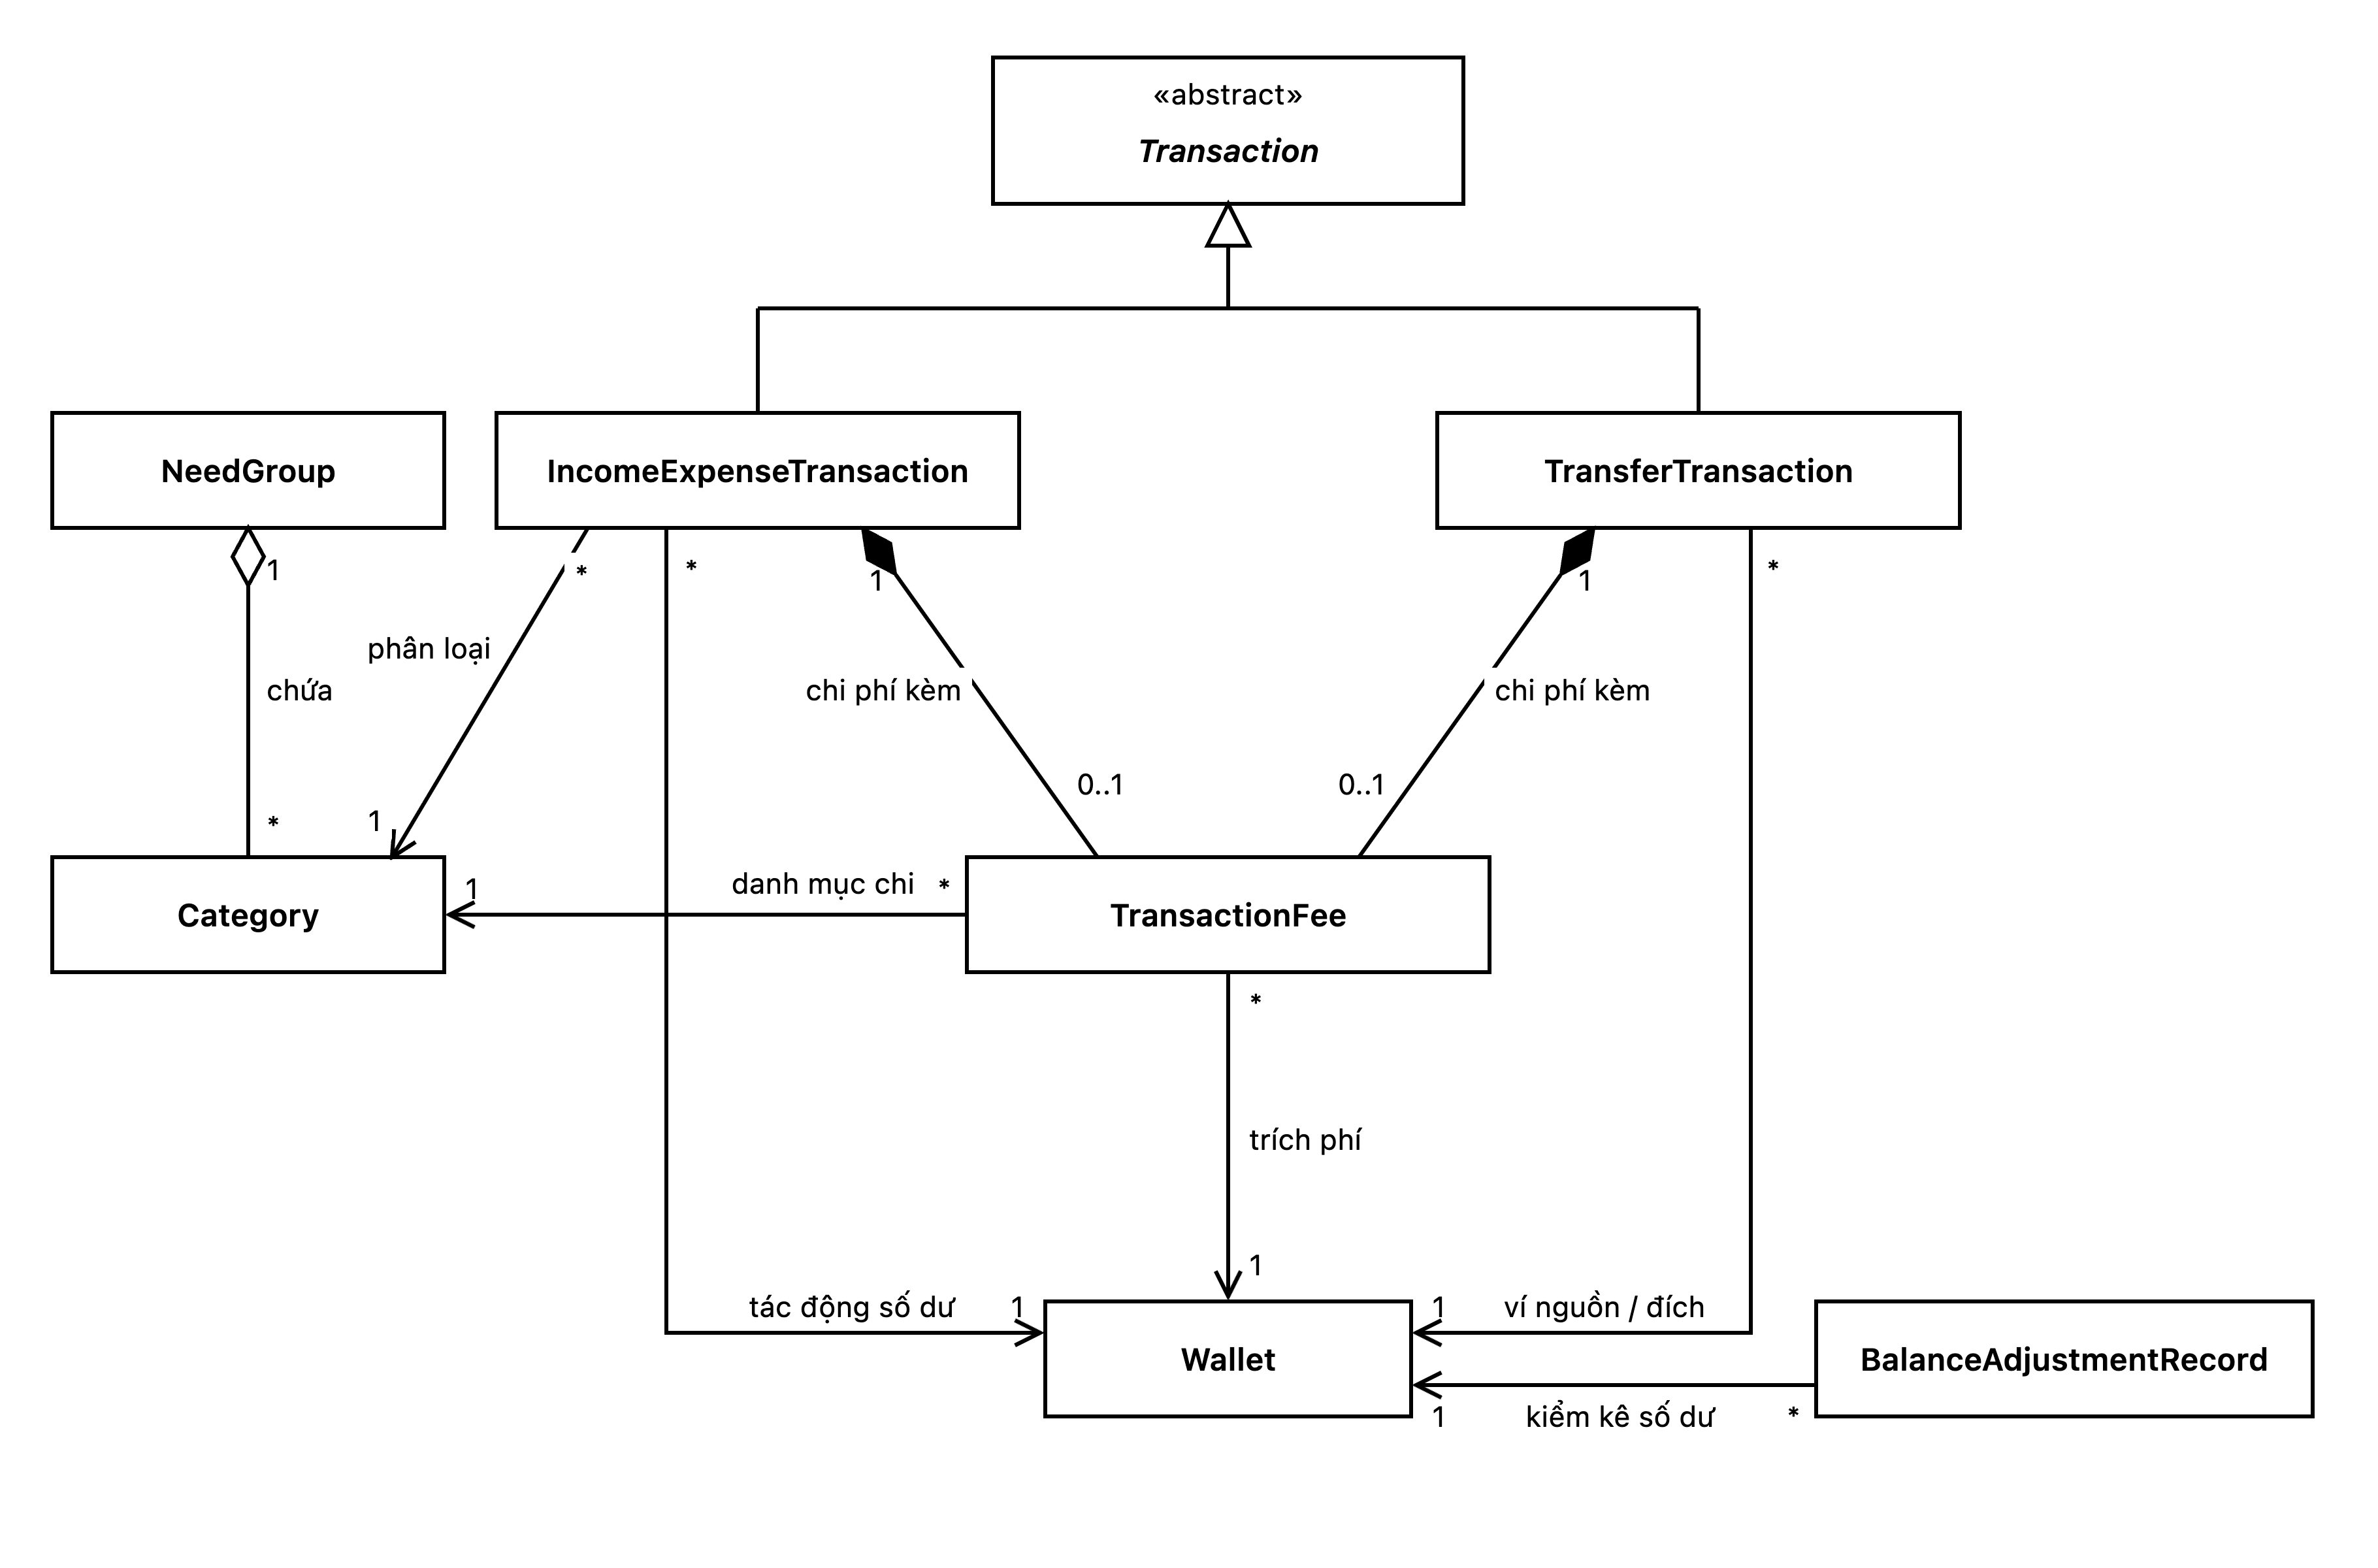 «abstract»
Transaction
NeedGroup
IncomeExpenseTransaction
TransferTransaction
1
*
*
1
1
*
phân loại
chứa
chi phí kèm
chi phí kèm
*
1
0..1
0..1
Category
1
danh mục chi
*
TransactionFee
*
trích phí
1
tác động số dư
1
1
ví nguồn / đích
Wallet
BalanceAdjustmentRecord
1
kiểm kê số dư
*